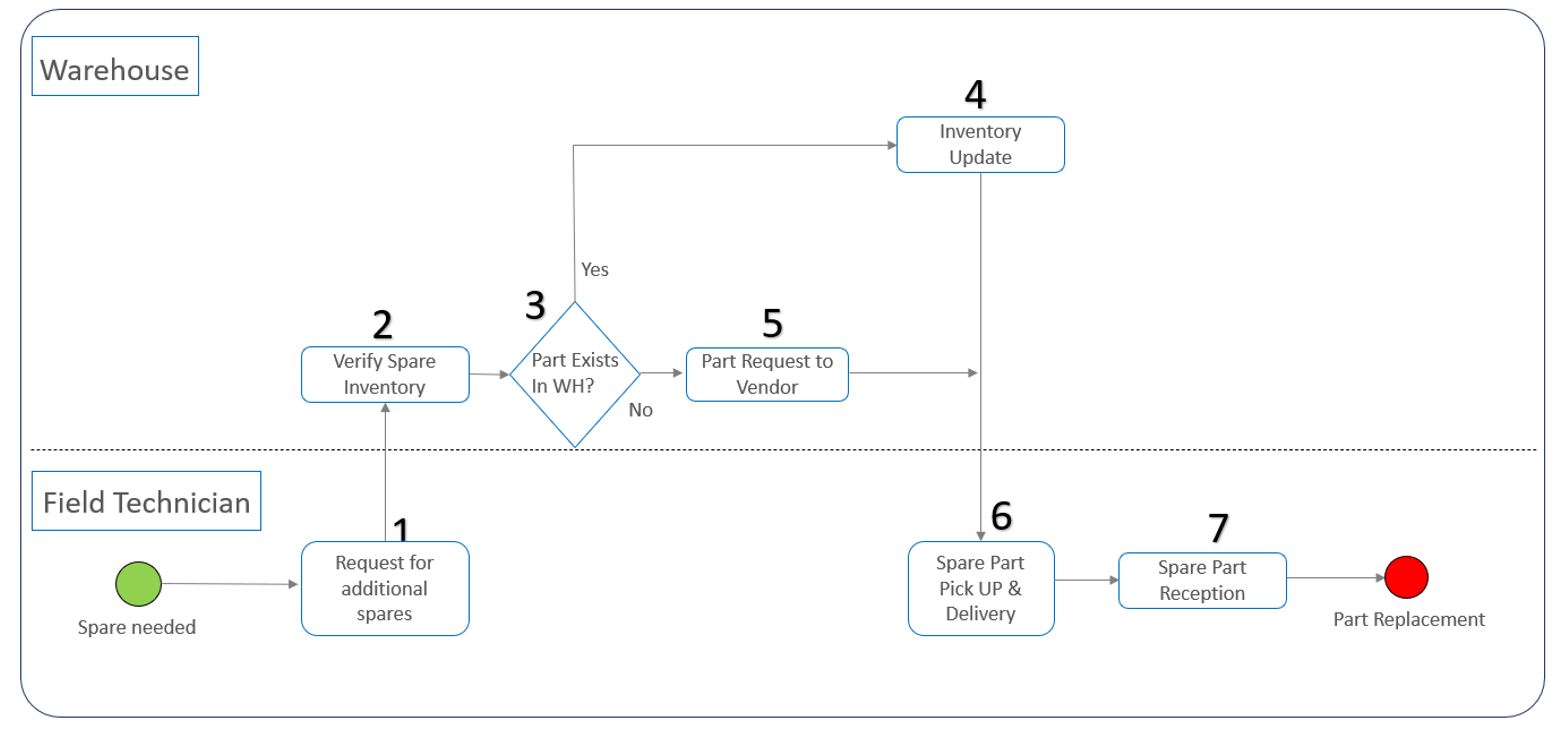 Warehouse
4
Inventory
Update
Yes
3
2
5
Verify Spare
Inventory
Part Exists
In WH?
Part Request to
Vendor
No
Field Technician
1
6
7
Request for
additional
spares
Spare Part
Pick UP &
Delivery
Spare Part
Reception
Spare needed
Part Replacement